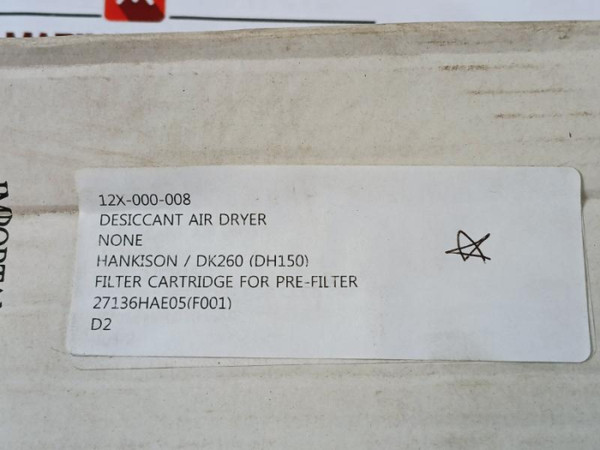 12X-000-008
DESICCANT AIR DRYER
NONE
HANKISON / DK260 (DH150)
FILTER CARTRIDGE FOR PRE-FILTER
27136HAE05(F001)
D2